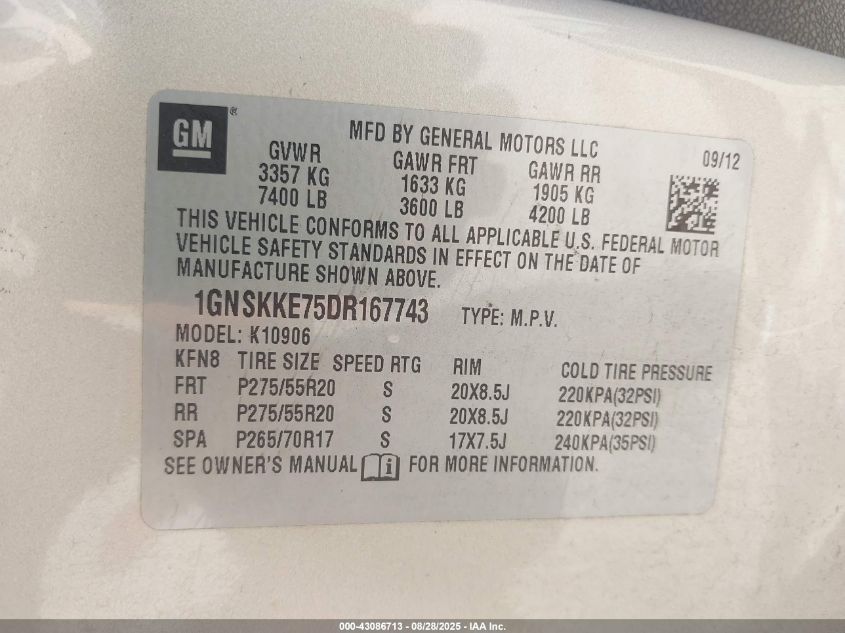 GM®
MFD BY GENERAL MOTORS LLC 09/12
GVWR GAWR FRT GAWR RR
3357 KG 1633 KG 1905 KG
7400 LB 3600 LB 4200 LB
THIS VEHICLE CONFORMS TO ALL APPLICABLE U.S. FEDERAL MOTOR
VEHICLE SAFETY STANDARDS IN EFFECT ON THE DATE OF
MANUFACTURE SHOWN ABOVE.
1GNSKKE75DR167743 TYPE: M.P.V.
MODEL: K10906
KFN8 TIRE SIZE SPEED RTG RIM COLD TIRE PRESSURE
FRT P275/55R20 S 20X8.5J 220KPA(32PSI)
RR P275/55R20 S 20X8.5J 220KPA(32PSI)
SPA P265/70R17 S 17X7.5J 240KPA(35PSI)
SEE OWNER'S MANUAL i FOR MORE INFORMATION.
000-43086713 - 08/28/2025 - IAA Inc.